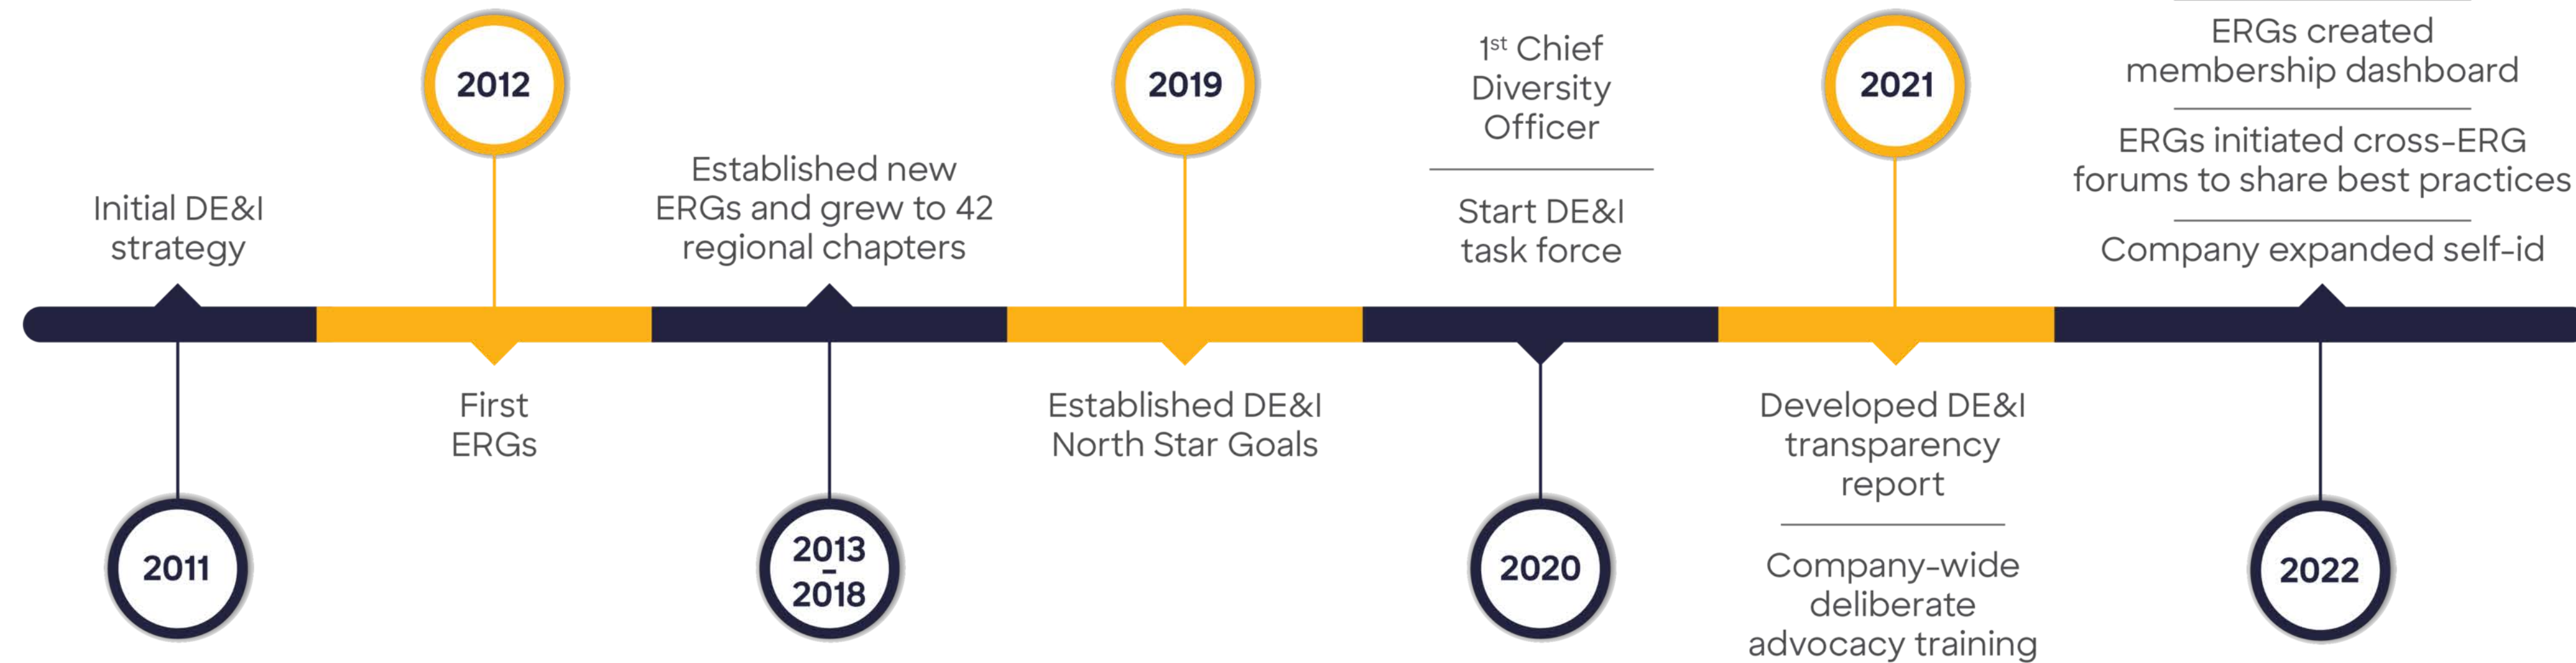 2011
Initial DE&I
strategy
2012
First
ERGs
2013
–
2018
Established new
ERGs and grew to 42
regional chapters
2019
Established DE&I
North Star Goals
2020
1st Chief
Diversity
Officer
Start DE&I
task force
2021
Developed DE&I
transparency
report
Company-wide
deliberate
advocacy training
2022
ERGs created
membership dashboard
ERGs initiated cross-ERG
forums to share best practices
Company expanded self-id